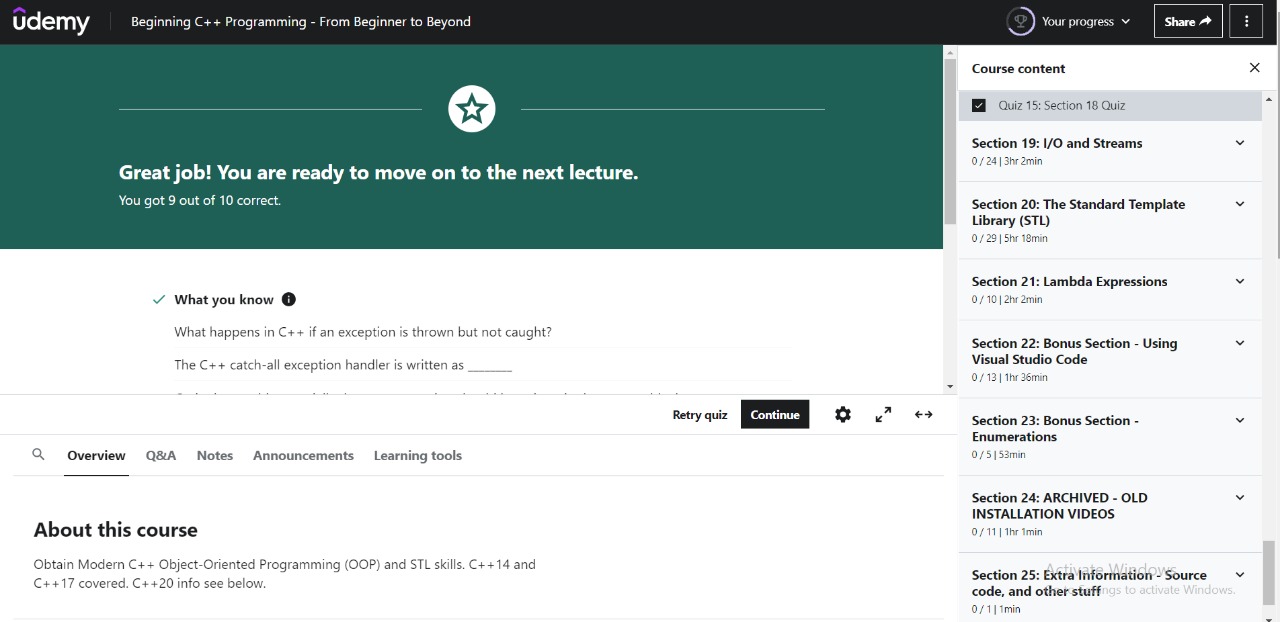 udemy
Beginning C++ Programming - From Beginner to Beyond
Your progress
Share
Great job! You are ready to move on to the next lecture.
You got 9 out of 10 correct.
What you know
What happens in C++ if an exception is thrown but not caught?
The C++ catch-all exception handler is written as ________
Retry quiz
Continue
Overview
Q&A
Notes
Announcements
Learning tools
About this course
Obtain Modern C++ Object-Oriented Programming (OOP) and STL skills. C++14 and
C++17 covered. C++20 info see below.
Course content
Quiz 15: Section 18 Quiz
Section 19: I/O and Streams
0 / 24 | 3hr 2min
Section 20: The Standard Template
Library (STL)
0 / 29 | 5hr 18min
Section 21: Lambda Expressions
0 / 10 | 2hr 2min
Section 22: Bonus Section - Using
Visual Studio Code
0 / 13 | 1hr 36min
Section 23: Bonus Section -
Enumerations
0 / 5 | 53min
Section 24: ARCHIVED - OLD
INSTALLATION VIDEOS
0 / 11 | 1hr 1min
Section 25: Extra Information - Source
code, and other stuff
0 / 1 | 1min
Activate Windows
to activate Windows.